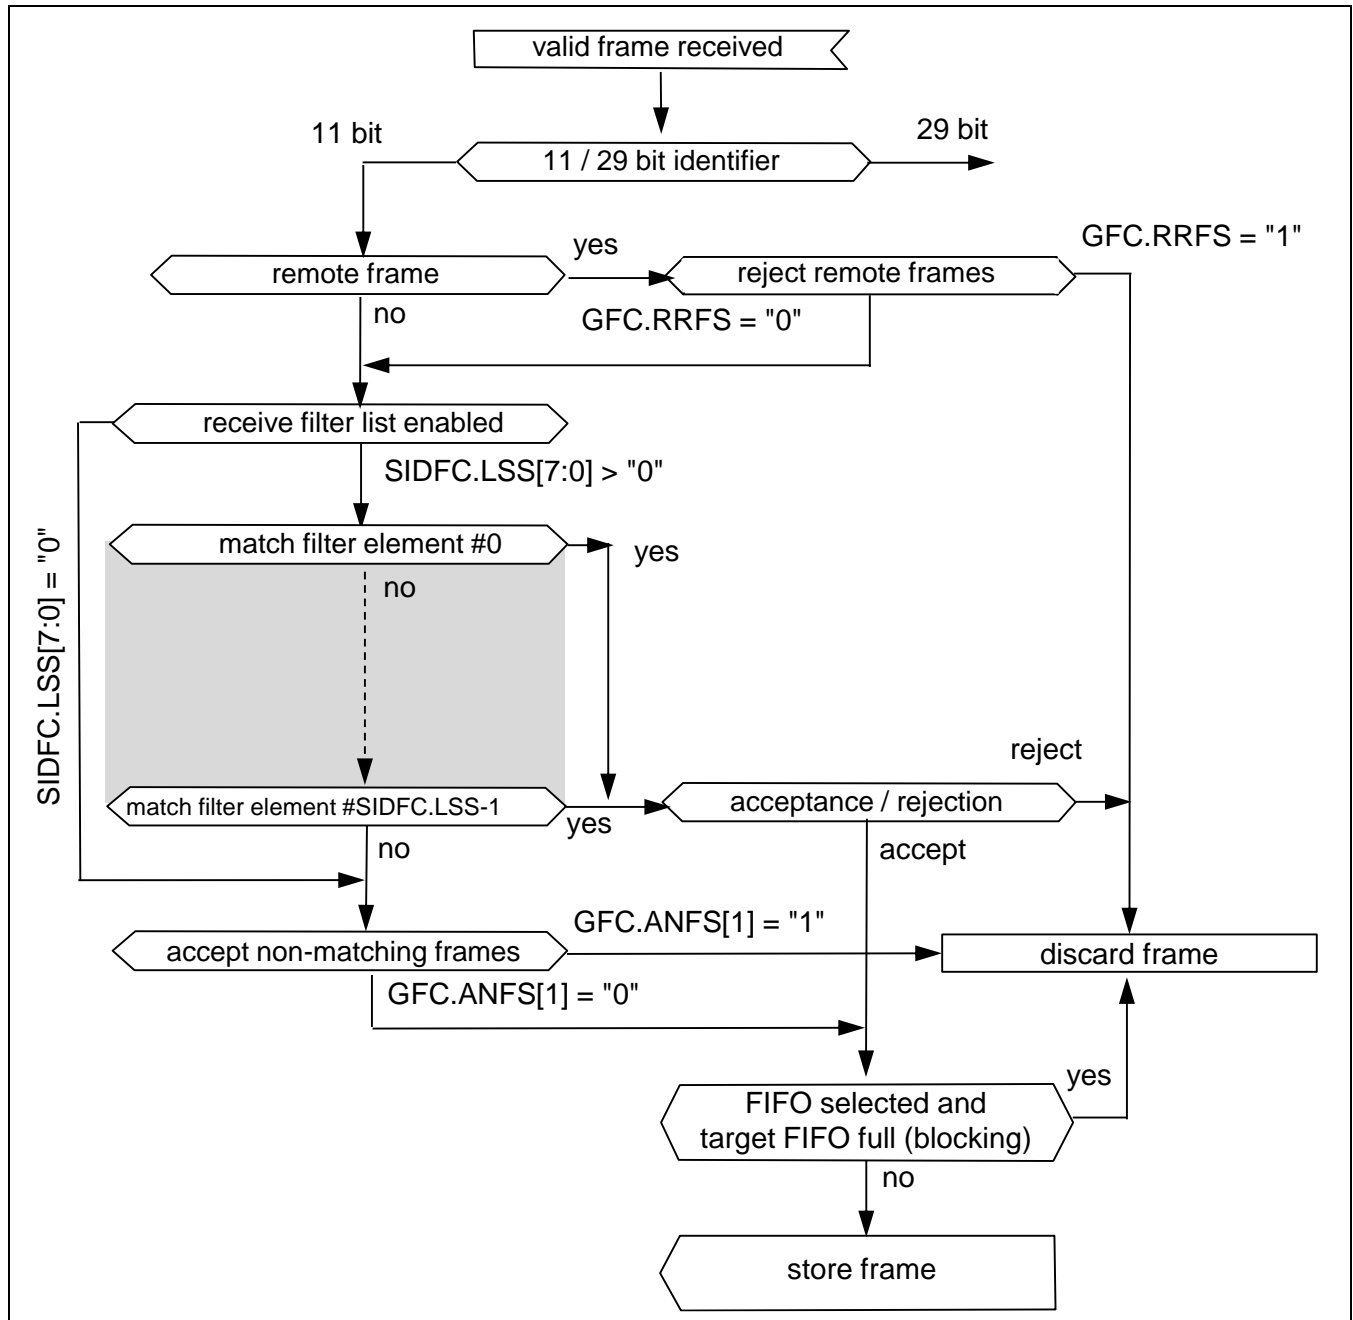 valid frame received
11 bit
29 bit
11 / 29 bit identifier
GFC.RRFS = "1"
yes
remote frame
reject remote frames
no
GFC.RRFS = "0"
receive filter list enabled
SIDFC.LSS[7:0] > "0"
SIDFC.LSS[7:0] = "0"
match filter element #0
yes
no
reject
match filter element #SIDFC.LSS-1
yes
acceptance / rejection
no
accept
GFC.ANFS[1] = "1"
accept non-matching frames
discard frame
GFC.ANFS[1] = "0"
yes
FIFO selected and
target FIFO full (blocking)
no
store frame